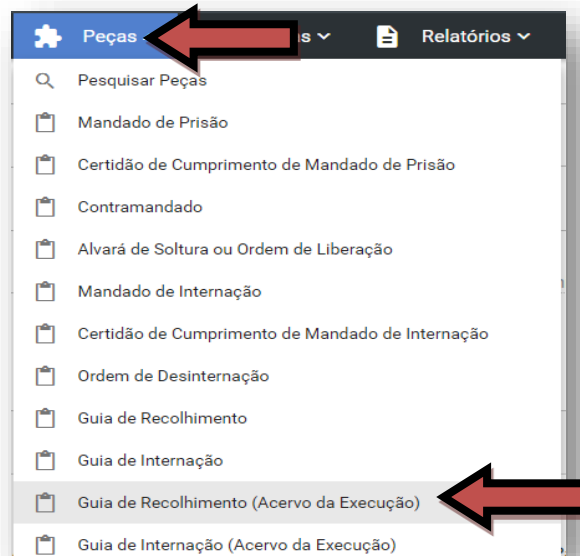 Peças
Relatórios
Pesquisar Peças
Mandado de Prisão
Certidão de Cumprimento de Mandado de Prisão
Contramandado
Alvará de Soltura ou Ordem de Liberação
Mandado de Internação
Certidão de Cumprimento de Mandado de Internação
Ordem de Desinternação
Guia de Recolhimento
Guia de Internação
Guia de Recolhimento (Acervo da Execução)
Guia de Internação (Acervo da Execução)